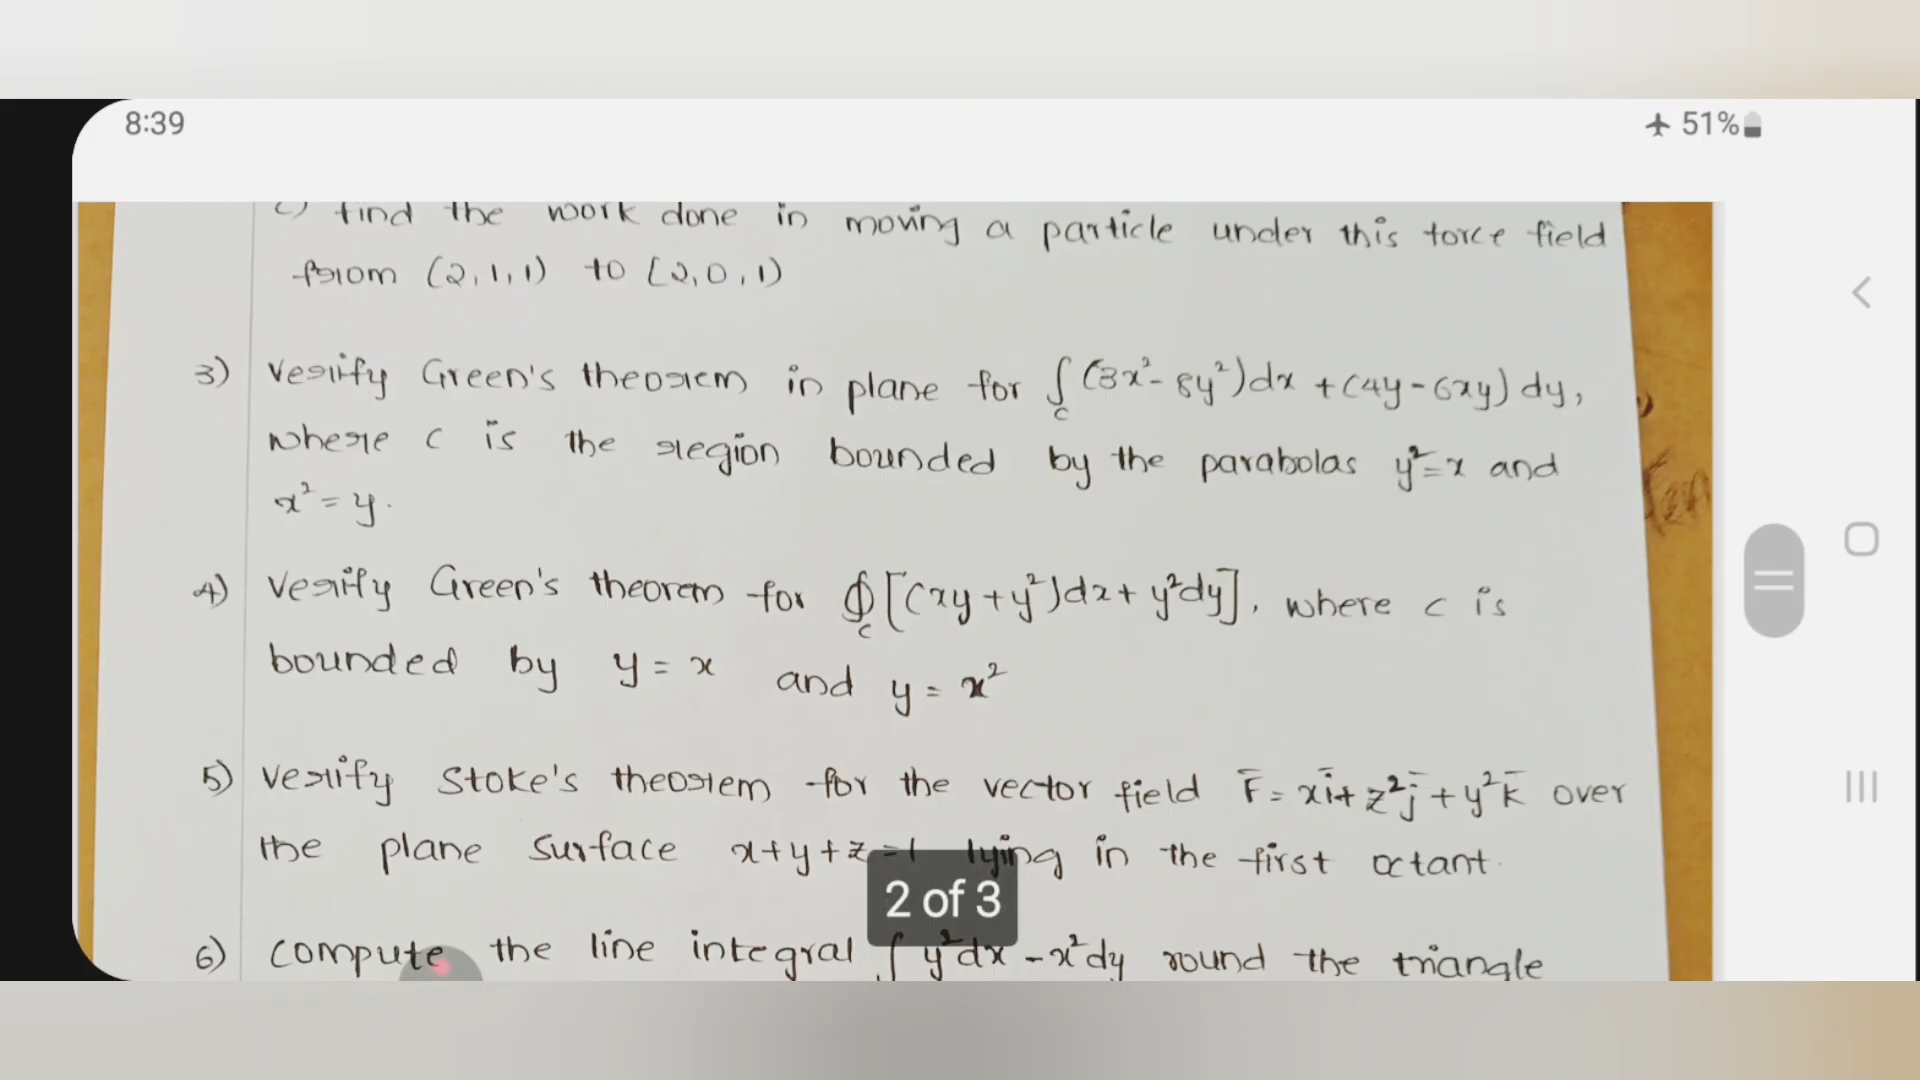 8:39
51%
c) find the work done in moving a particle under this force field
from (2,1,1) to (2,0,1)
3) Verify Green's theorem in plane for ∫c (3x²-8y²)dx + (4y-6xy) dy,
where c is the region bounded by the parabolas y²=x and
x² = y.
4) Verify Green's theorem for ∮c [(xy+y²)dx + y²dy], where c is
bounded by y = x and y = x²
5) Verify Stoke's theorem for the vector field F̄ = xī + z²j̄ + y²k̄ over
the plane surface x+y+z=1 lying in the first octant.
2 of 3
6) compute the line integral ∫ y²dx - x²dy round the triangle